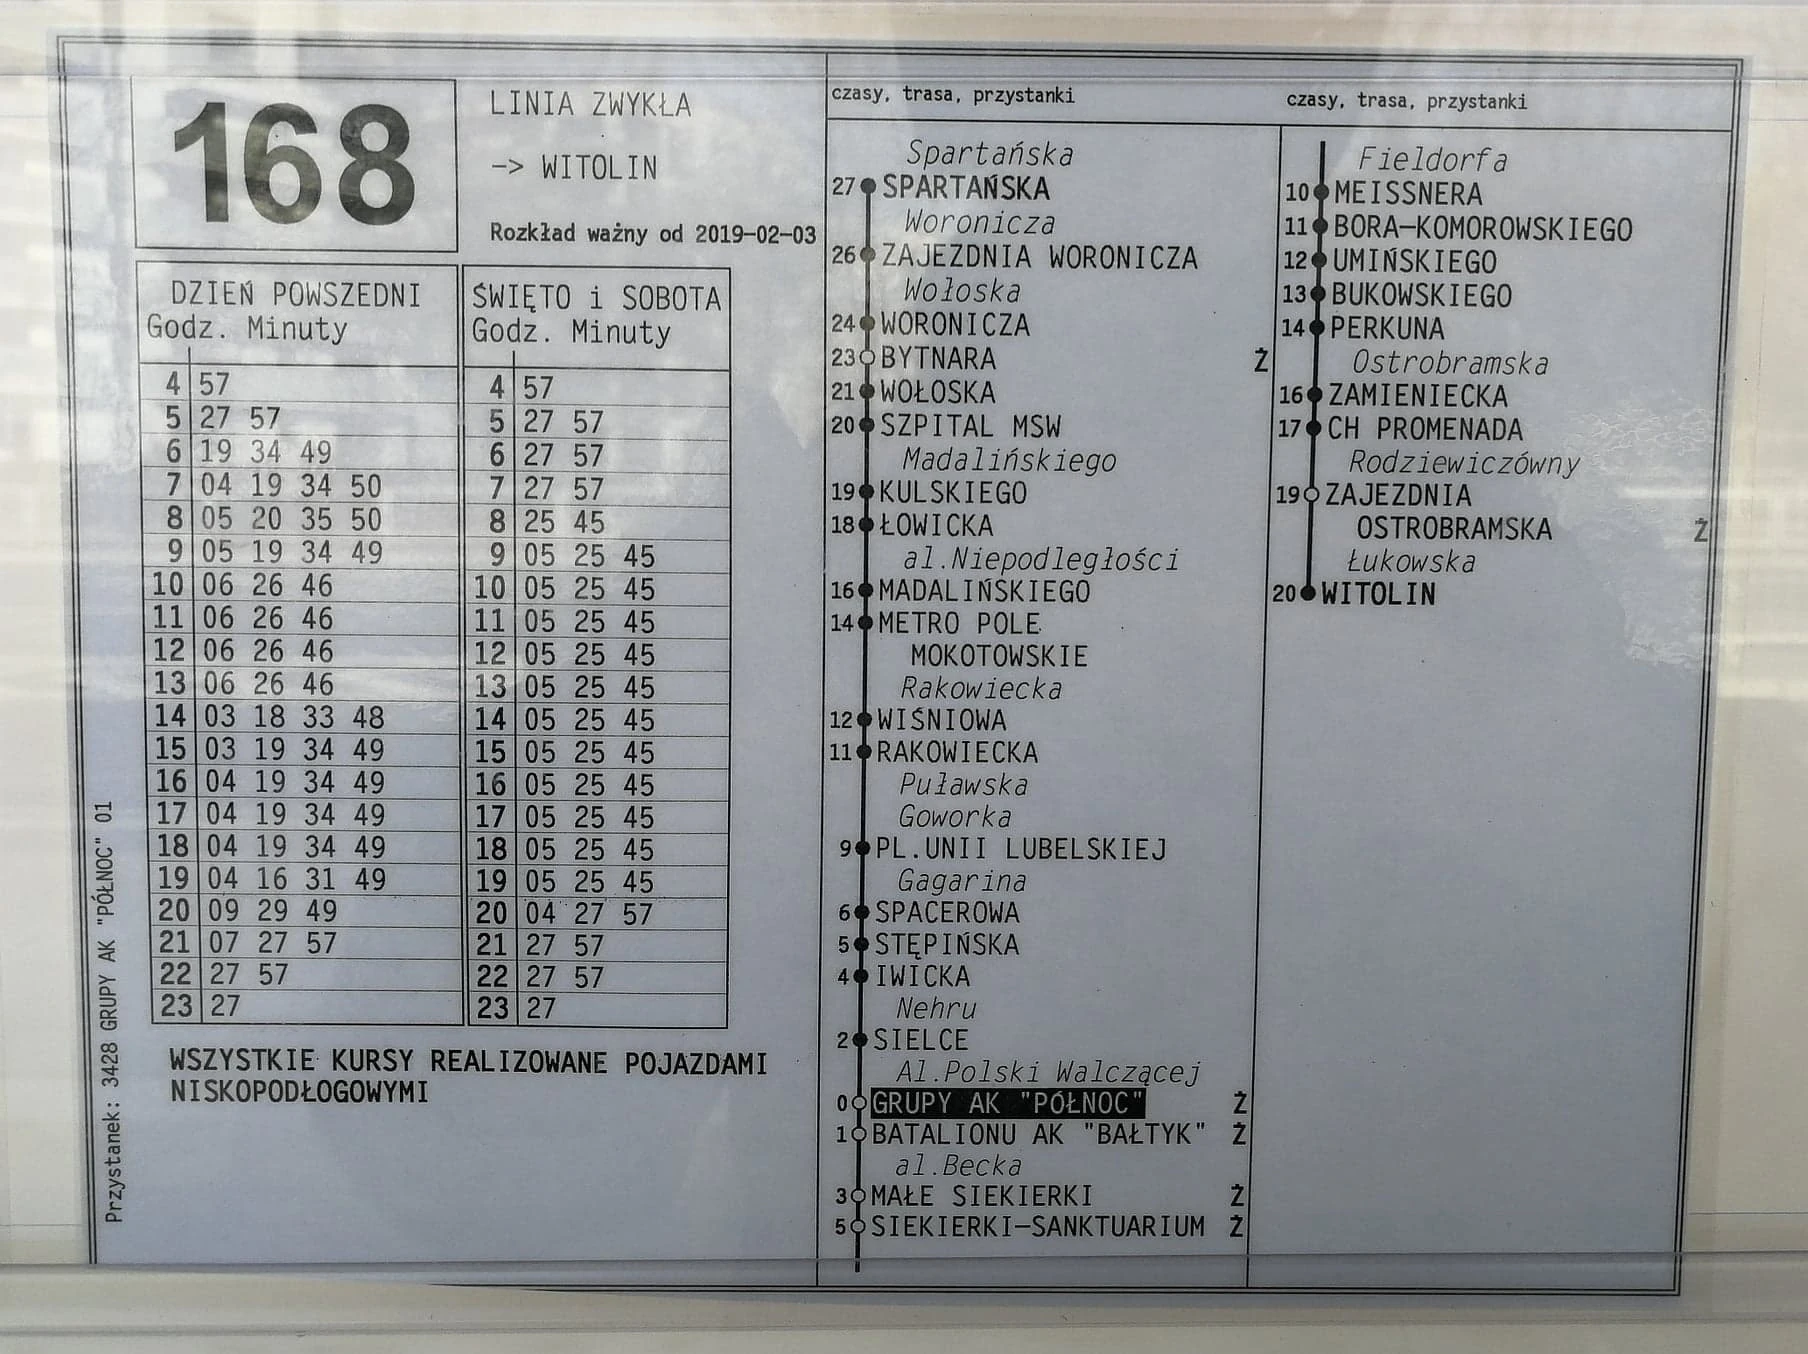 168
LINIA ZWYKŁA
-> WITOLIN
Rozkład ważny od 2019-02-03
DZIEŃ POWSZEDNI
Godz. Minuty
4 57
5 27 57
6 19 34 49
7 04 19 34 50
8 05 20 35 50
9 05 19 34 49
10 06 26 46
11 06 26 46
12 06 26 46
13 06 26 46
14 03 18 33 48
15 03 19 34 49
16 04 19 34 49
17 04 19 34 49
18 04 19 34 49
19 04 16 31 49
20 09 29 49
21 07 27 57
22 27 57
23 27
ŚWIĘTO i SOBOTA
Godz. Minuty
4 57
5 27 57
6 27 57
7 27 57
8 25 45
9 05 25 45
10 05 25 45
11 05 25 45
12 05 25 45
13 05 25 45
14 05 25 45
15 05 25 45
16 05 25 45
17 05 25 45
18 05 25 45
19 05 25 45
20 04 27 57
21 27 57
22 27 57
23 27
WSZYSTKIE KURSY REALIZOWANE POJAZDAMI
NISKOPODŁOGOWYMI
Przystanek: 3428 GRUPY AK "PÓŁNOC" 01
czasy, trasa, przystanki
Spartańska
27 SPARTAŃSKA
Woronicza
26 ZAJEZDNIA WORONICZA
Wołoska
24 WORONICZA
23 BYTNARA Ż
21 WOŁOSKA
20 SZPITAL MSW
Madalińskiego
19 KULSKIEGO
18 ŁOWICKA
al.Niepodległości
16 MADALIŃSKIEGO
14 METRO POLE
MOKOTOWSKIE
Rakowiecka
12 WIŚNIOWA
11 RAKOWIECKA
Puławska
Goworka
9 PL.UNII LUBELSKIEJ
Gagarina
6 SPACEROWA
5 STĘPIŃSKA
4 IWICKA
Nehru
2 SIELCE
Al.Polski Walczącej
0 GRUPY AK "PÓŁNOC" Ż
1 BATALIONU AK "BAŁTYK" Ż
al.Becka
3 MAŁE SIEKIERKI Ż
5 SIEKIERKI-SANKTUARIUM Ż
czasy, trasa, przystanki
Fieldorfa
10 MEISSNERA
11 BORA-KOMOROWSKIEGO
12 UMIŃSKIEGO
13 BUKOWSKIEGO
14 PERKUNA
Ostrobramska
16 ZAMIENIECKA
17 CH PROMENADA
Rodziewiczówny
19 ZAJEZDNIA
OSTROBRAMSKA Ż
Łukowska
20 WITOLIN